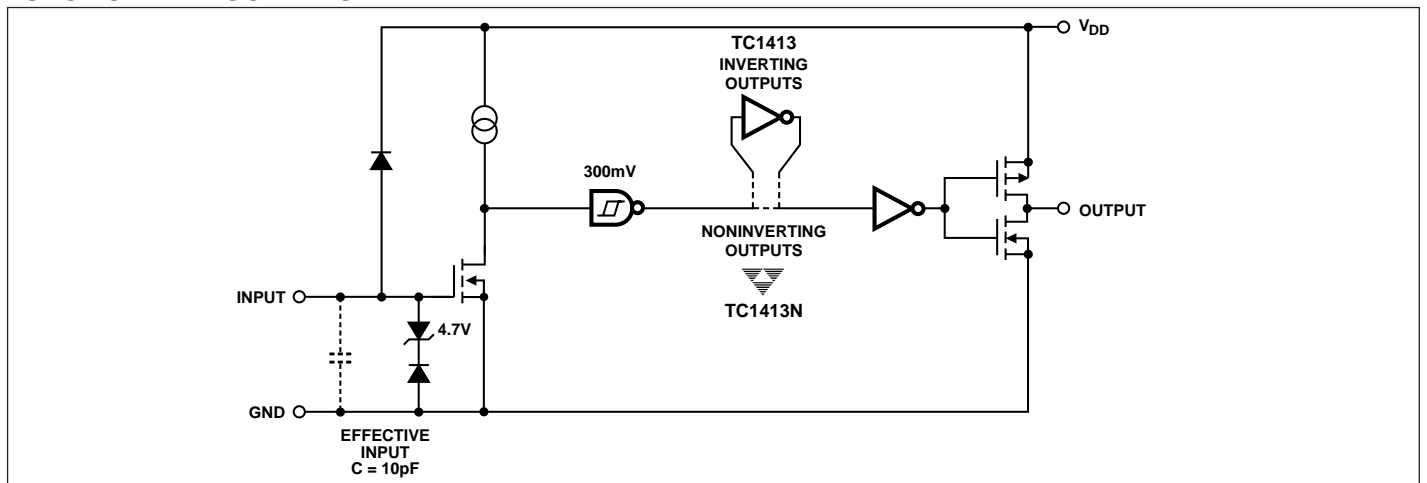 V_DD
TC1413
INVERTING
OUTPUTS
300mV
OUTPUT
NONINVERTING
OUTPUTS
INPUT
TC1413N
4.7V
GND
EFFECTIVE
INPUT
C = 10pF